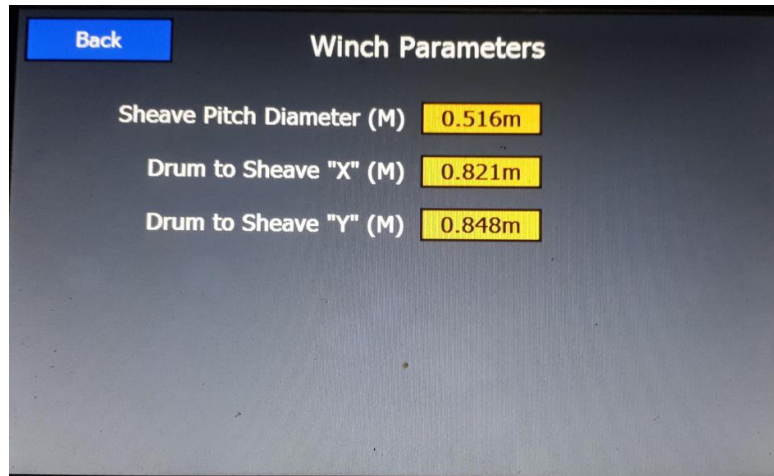 Back
Winch Parameters
Sheave Pitch Diameter (M) 0.516m
Drum to Sheave "X" (M) 0.821m
Drum to Sheave "Y" (M) 0.848m